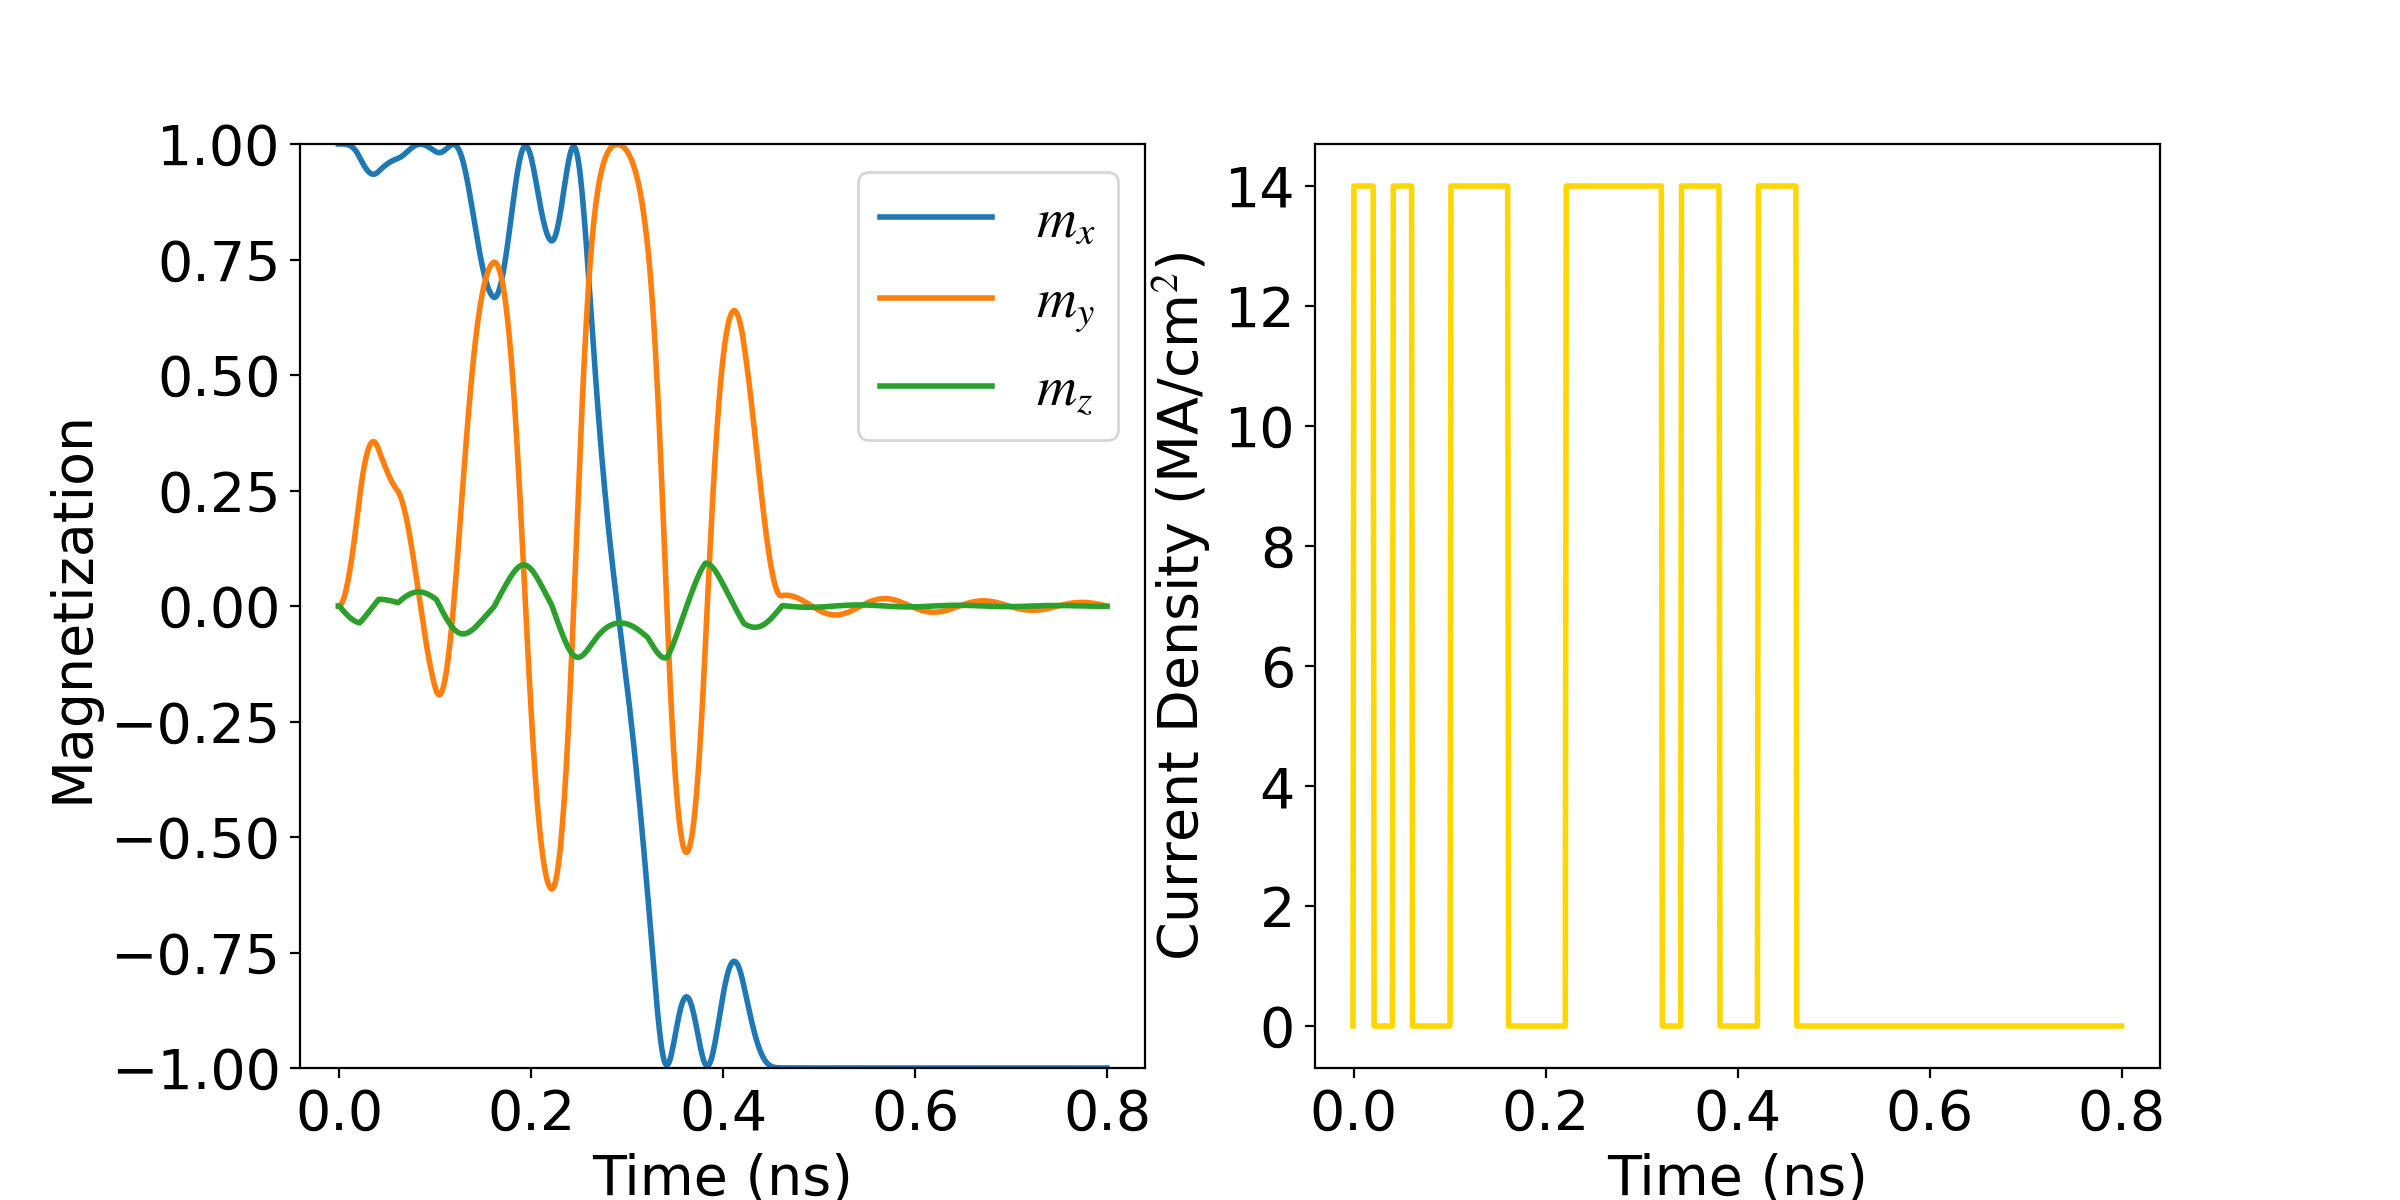 1.00
0.75
0.50
0.25
0.00
−0.25
−0.50
−0.75
−1.00
Magnetization
0.0 0.2 0.4 0.6 0.8
Time (ns)
m_x
m_y
m_z
14
12
10
8
6
4
2
0
Current Density (MA/cm²)
0.0 0.2 0.4 0.6 0.8
Time (ns)